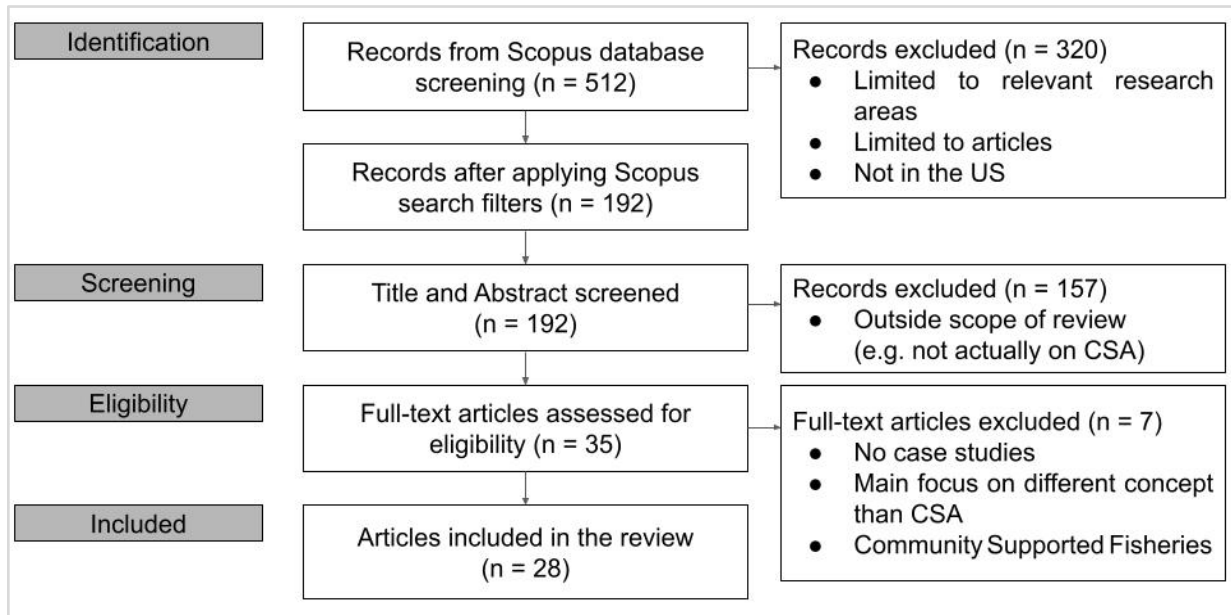 Identification
Records from Scopus database
screening (n = 512)
Records excluded (n = 320)
● Limited to relevant research
areas
● Limited to articles
● Not in the US
Records after applying Scopus
search filters (n = 192)
Screening
Title and Abstract screened
(n = 192)
Records excluded (n = 157)
● Outside scope of review
(e.g. not actually on CSA)
Eligibility
Full-text articles assessed for
eligibility (n = 35)
Full-text articles excluded (n = 7)
● No case studies
● Main focus on different concept
than CSA
● Community Supported Fisheries
Included
Articles included in the review
(n = 28)